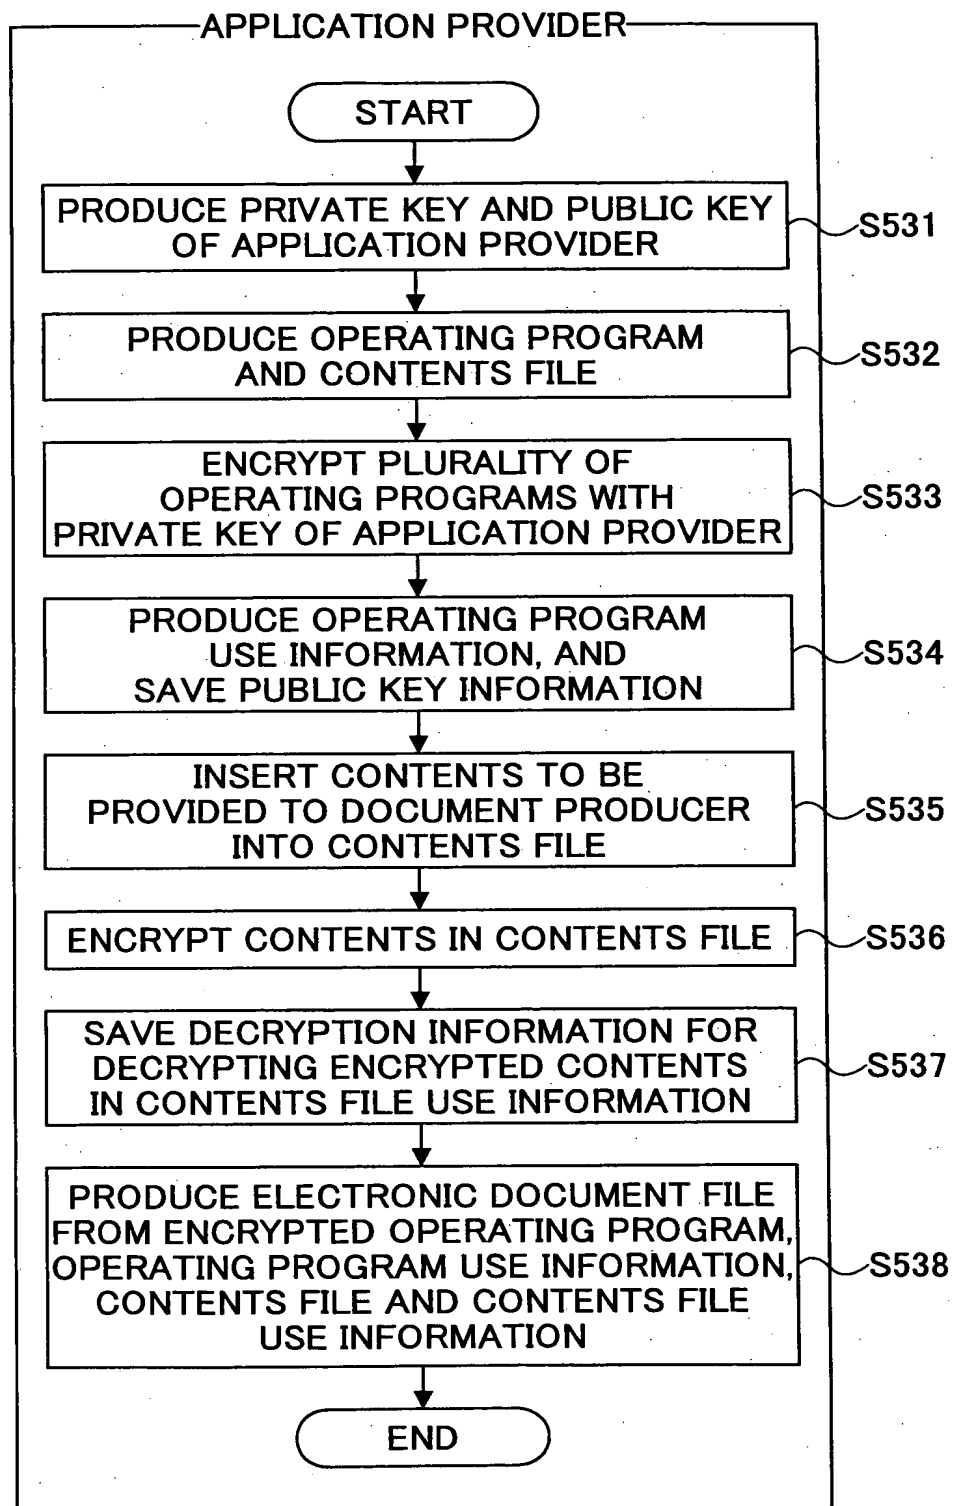 APPLICATION PROVIDER
START
PRODUCE PRIVATE KEY AND PUBLIC KEY
OF APPLICATION PROVIDER
S531
PRODUCE OPERATING PROGRAM
AND CONTENTS FILE
S532
ENCRYPT PLURALITY OF
OPERATING PROGRAMS WITH
PRIVATE KEY OF APPLICATION PROVIDER
S533
PRODUCE OPERATING PROGRAM
USE INFORMATION, AND
SAVE PUBLIC KEY INFORMATION
S534
INSERT CONTENTS TO BE
PROVIDED TO DOCUMENT PRODUCER
INTO CONTENTS FILE
S535
ENCRYPT CONTENTS IN CONTENTS FILE
S536
SAVE DECRYPTION INFORMATION FOR
DECRYPTING ENCRYPTED CONTENTS
IN CONTENTS FILE USE INFORMATION
S537
PRODUCE ELECTRONIC DOCUMENT FILE
FROM ENCRYPTED OPERATING PROGRAM,
OPERATING PROGRAM USE INFORMATION,
CONTENTS FILE AND CONTENTS FILE
USE INFORMATION
S538
END